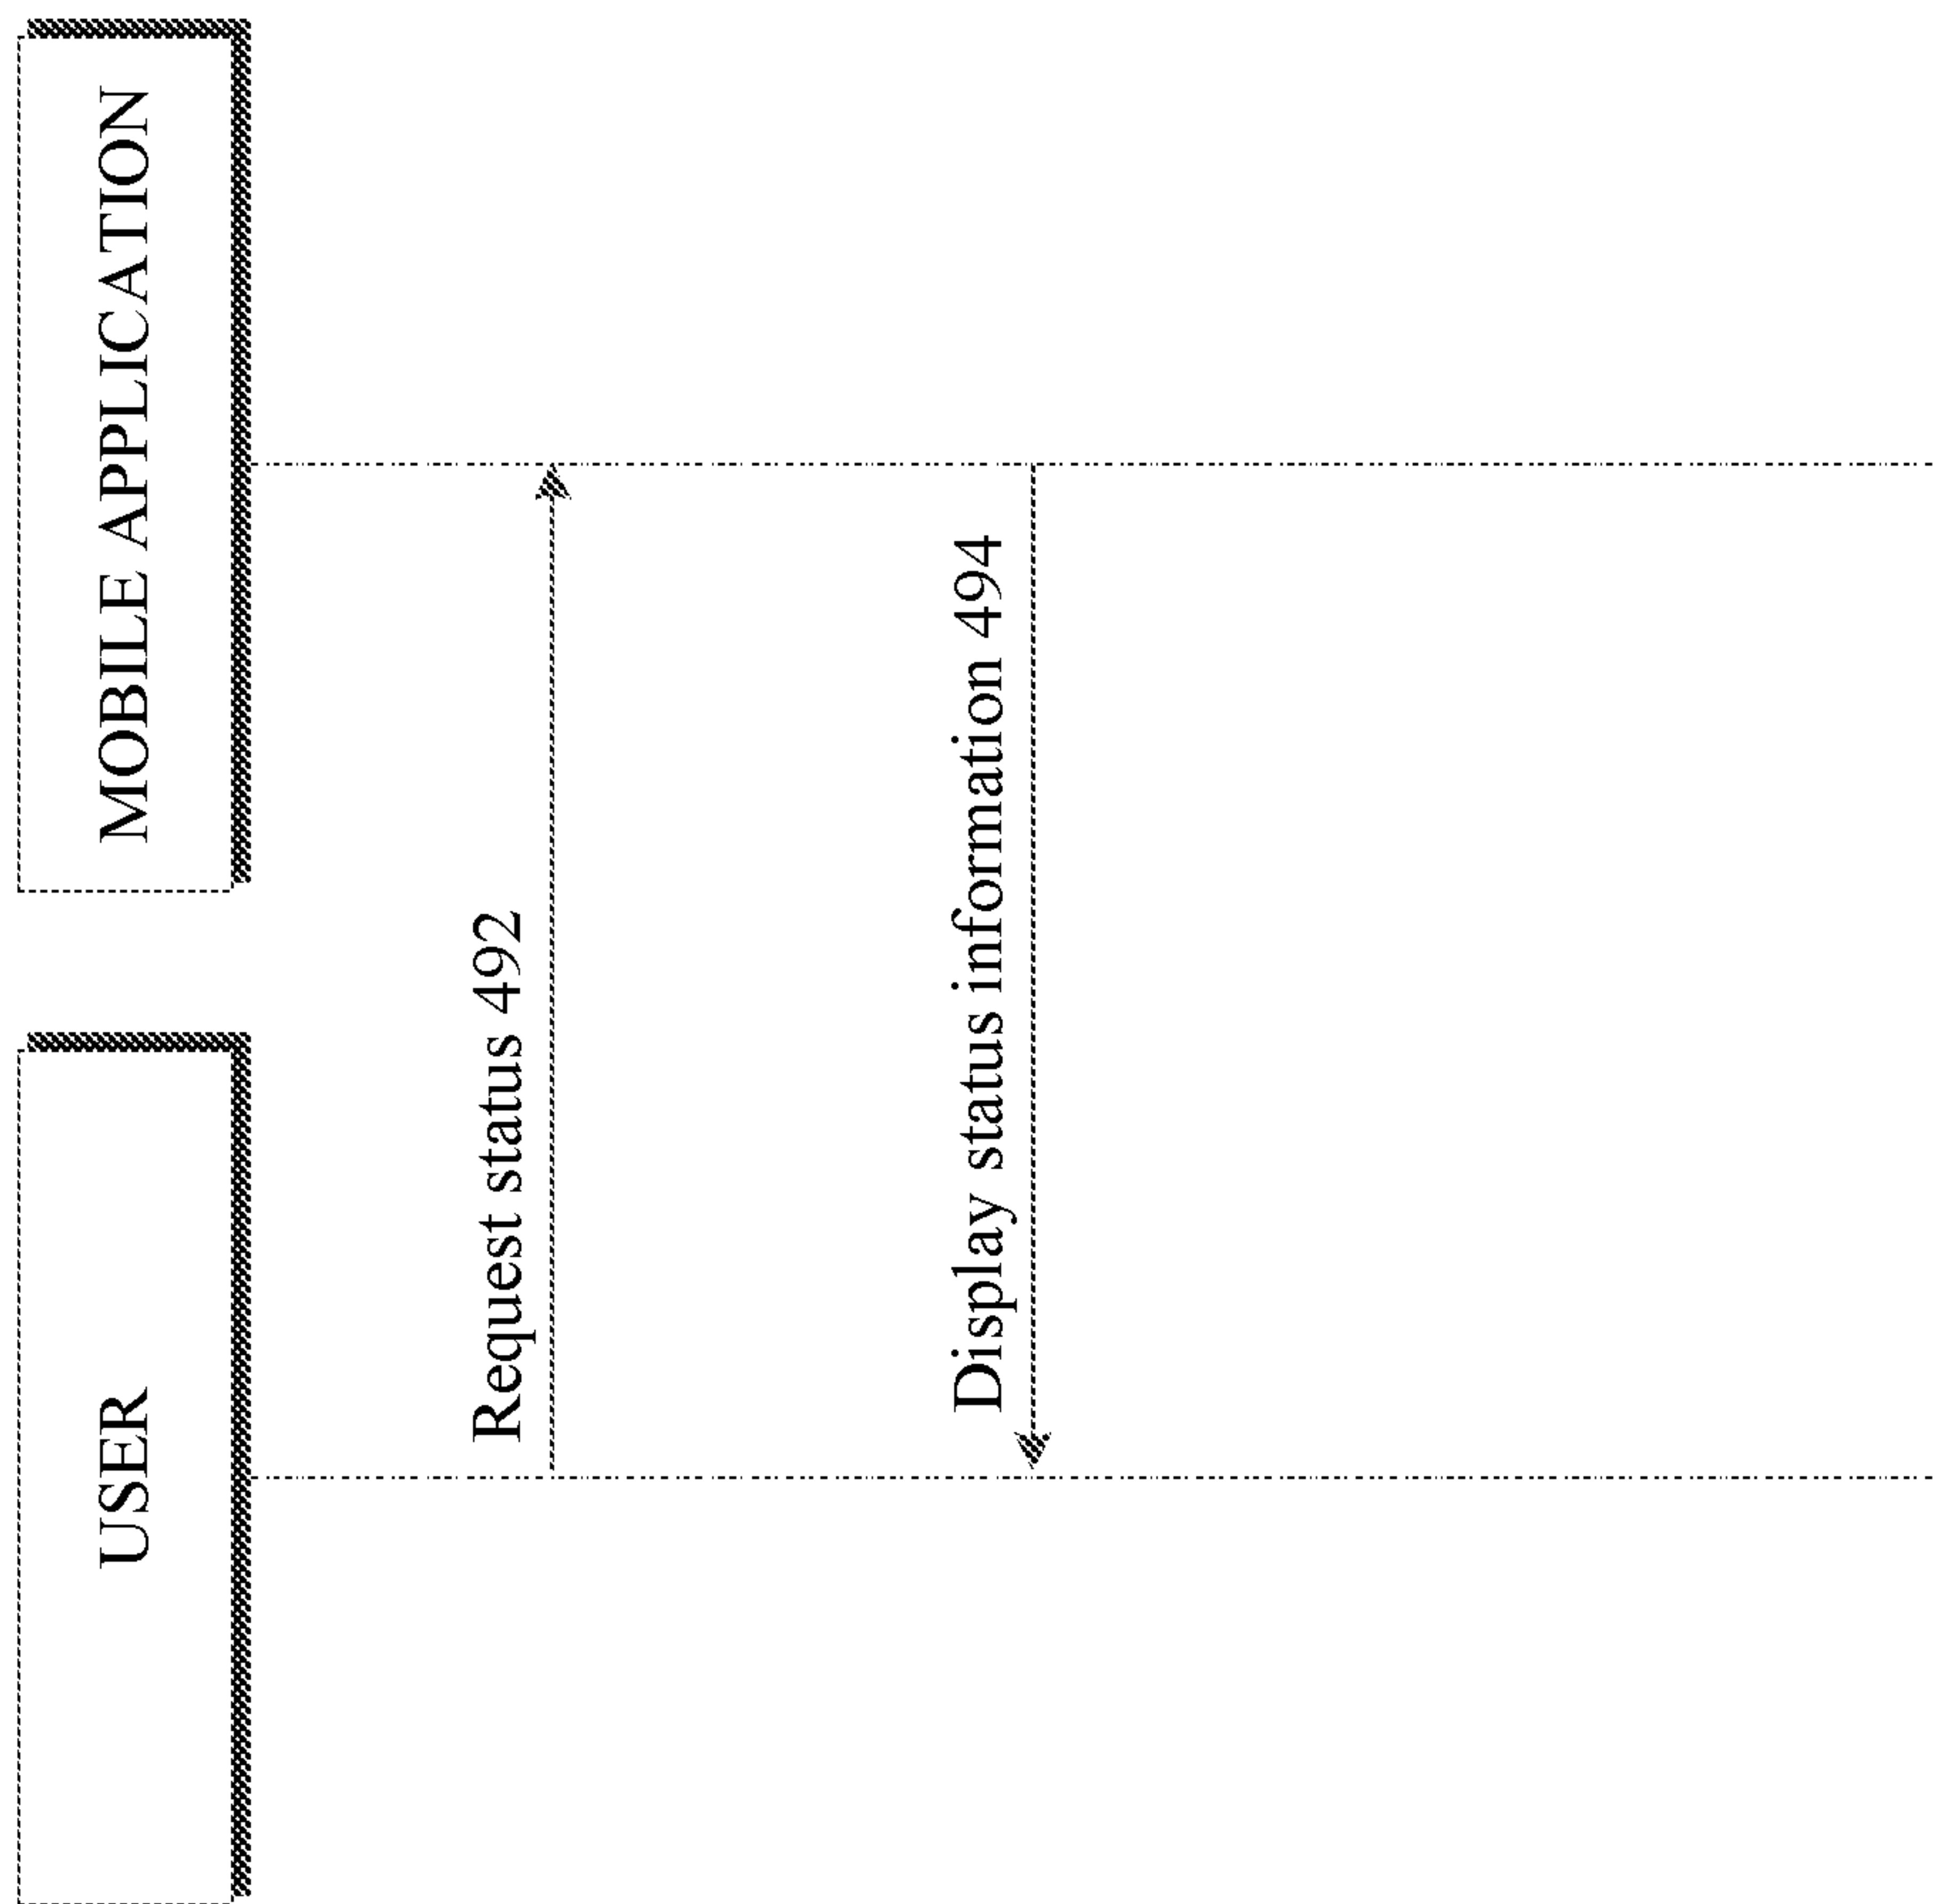 USER
MOBILE APPLICATION
Request status 492
Display status information 494